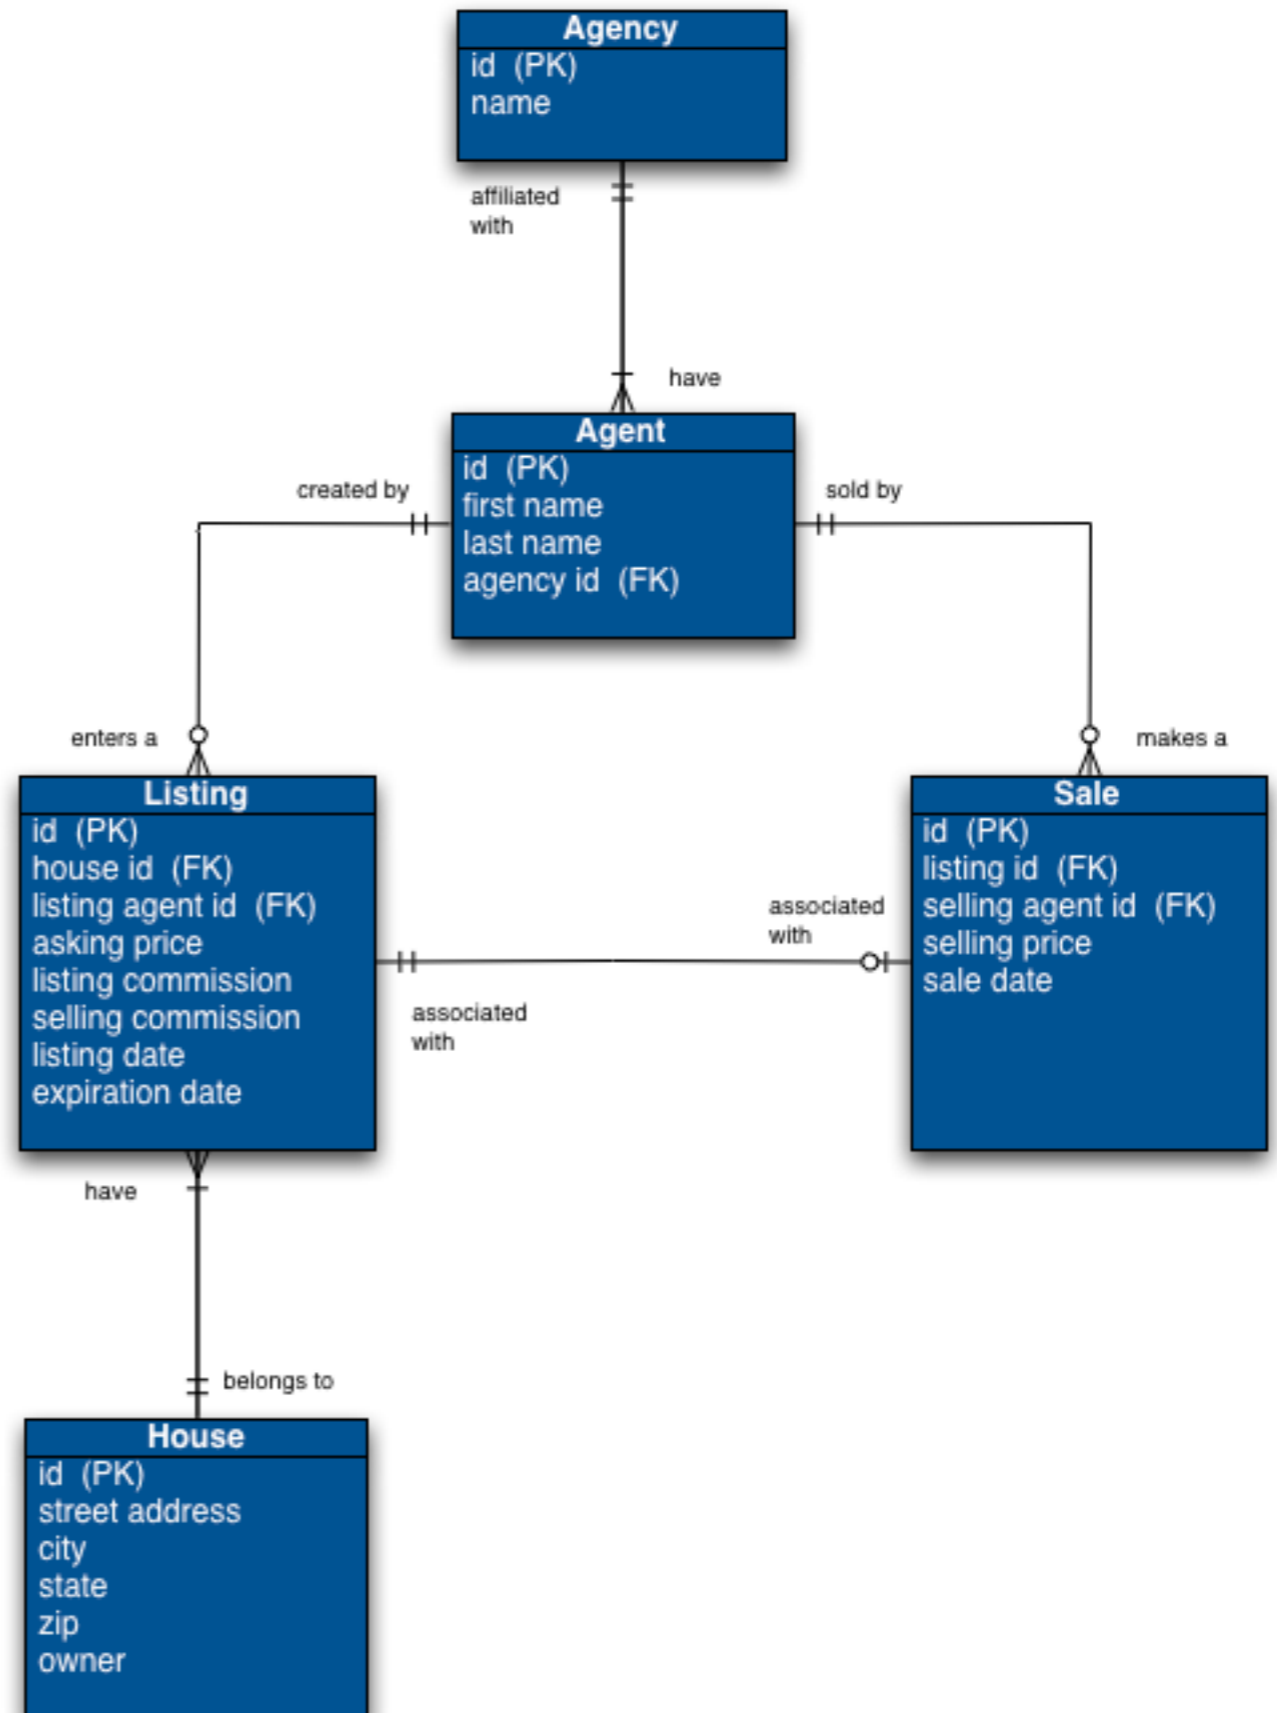 Agency
id (PK)
name
affiliated
with
have
Agent
id (PK)
first name
last name
agency id (FK)
created by
sold by
enters a
makes a
Listing
id (PK)
house id (FK)
listing agent id (FK)
asking price
listing commission
selling commission
listing date
expiration date
Sale
id (PK)
listing id (FK)
selling agent id (FK)
selling price
sale date
associated
with
associated
with
have
belongs to
House
id (PK)
street address
city
state
zip
owner